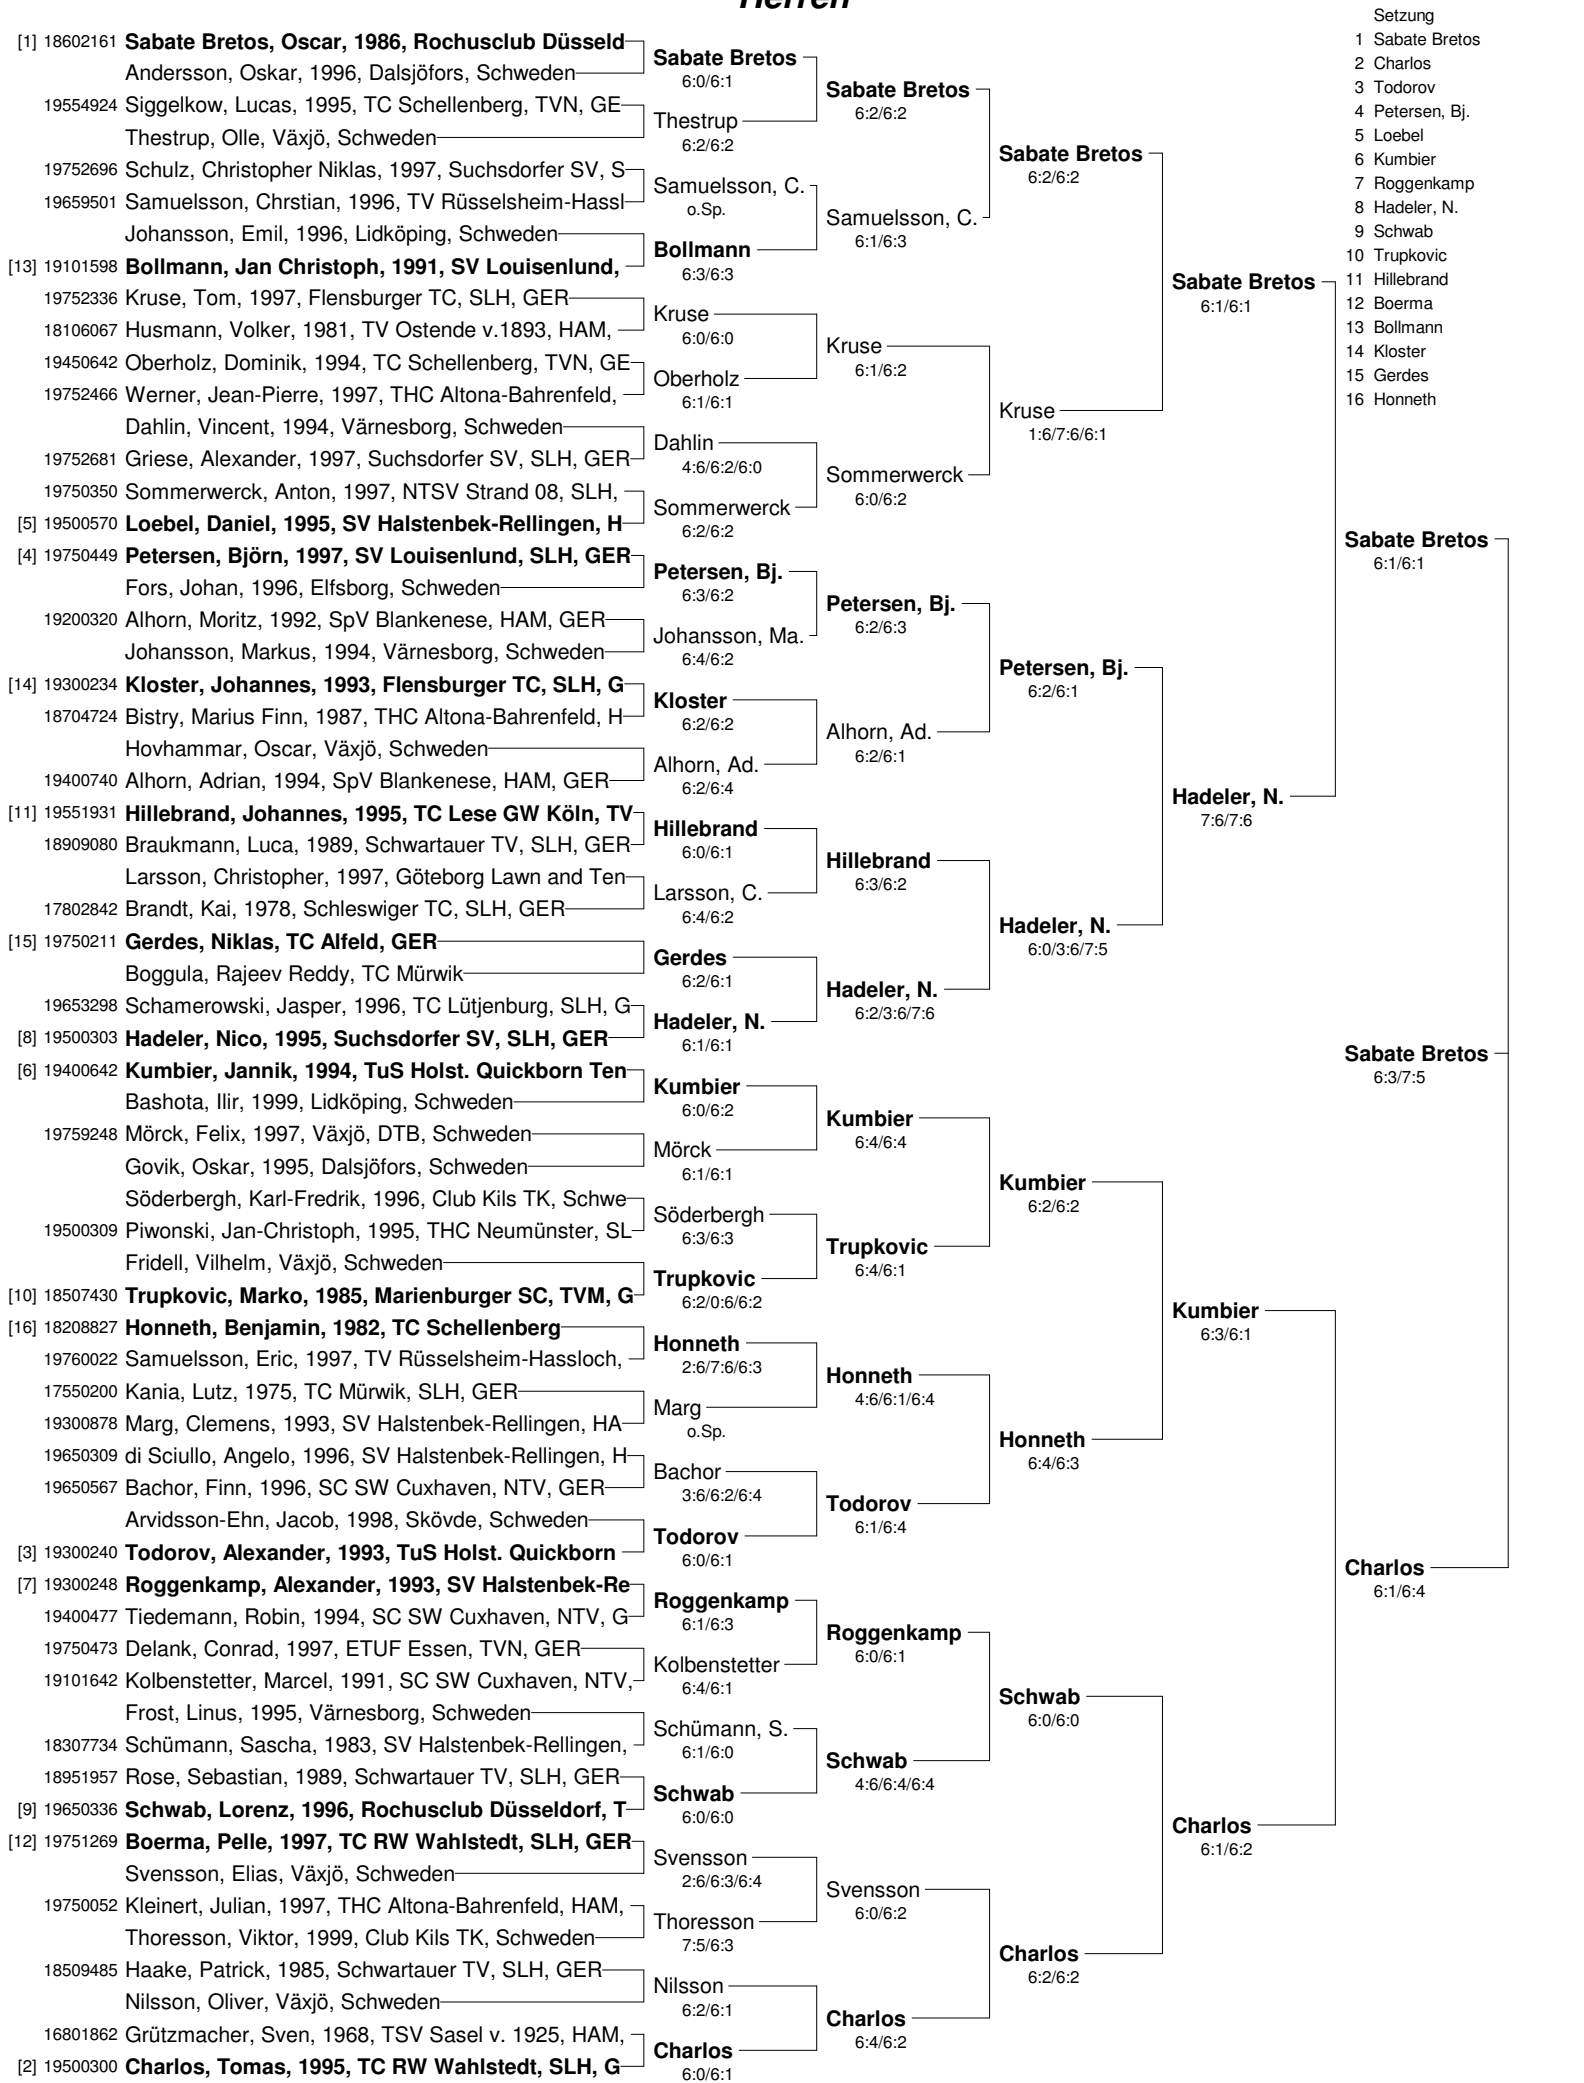 Herren
Setzung
1 Sabate Bretos
2 Charlos
3 Todorov
4 Petersen, Bj.
5 Loebel
6 Kumbier
7 Roggenkamp
8 Hadeler, N.
9 Schwab
10 Trupkovic
11 Hillebrand
12 Boerma
13 Bollmann
14 Kloster
15 Gerdes
16 Honneth
[1] 18602161 Sabate Bretos, Oscar, 1986, Rochusclub Düsseld
Andersson, Oskar, 1996, Dalsjöfors, Schweden
19554924 Siggelkow, Lucas, 1995, TC Schellenberg, TVN, GE
Thestrup, Olle, Växjö, Schweden
19752696 Schulz, Christopher Niklas, 1997, Suchsdorfer SV, S
19659501 Samuelsson, Chrstian, 1996, TV Rüsselsheim-Hassl
Johansson, Emil, 1996, Lidköping, Schweden
[13] 19101598 Bollmann, Jan Christoph, 1991, SV Louisenlund,
19752336 Kruse, Tom, 1997, Flensburger TC, SLH, GER
18106067 Husmann, Volker, 1981, TV Ostende v.1893, HAM,
19450642 Oberholz, Dominik, 1994, TC Schellenberg, TVN, GE
19752466 Werner, Jean-Pierre, 1997, THC Altona-Bahrenfeld,
Dahlin, Vincent, 1994, Värnesborg, Schweden
19752681 Griese, Alexander, 1997, Suchsdorfer SV, SLH, GER
19750350 Sommerwerck, Anton, 1997, NTSV Strand 08, SLH,
[5] 19500570 Loebel, Daniel, 1995, SV Halstenbek-Rellingen, H
[4] 19750449 Petersen, Björn, 1997, SV Louisenlund, SLH, GER
Fors, Johan, 1996, Elfsborg, Schweden
19200320 Alhorn, Moritz, 1992, SpV Blankenese, HAM, GER
Johansson, Markus, 1994, Värnesborg, Schweden
[14] 19300234 Kloster, Johannes, 1993, Flensburger TC, SLH, G
18704724 Bistry, Marius Finn, 1987, THC Altona-Bahrenfeld, H
Hovhammar, Oscar, Växjö, Schweden
19400740 Alhorn, Adrian, 1994, SpV Blankenese, HAM, GER
[11] 19551931 Hillebrand, Johannes, 1995, TC Lese GW Köln, TV
18909080 Braukmann, Luca, 1989, Schwartauer TV, SLH, GER
Larsson, Christopher, 1997, Göteborg Lawn and Ten
17802842 Brandt, Kai, 1978, Schleswiger TC, SLH, GER
[15] 19750211 Gerdes, Niklas, TC Alfeld, GER
Boggula, Rajeev Reddy, TC Mürwik
19653298 Schamerowski, Jasper, 1996, TC Lütjenburg, SLH, G
[8] 19500303 Hadeler, Nico, 1995, Suchsdorfer SV, SLH, GER
[6] 19400642 Kumbier, Jannik, 1994, TuS Holst. Quickborn Ten
Bashota, Ilir, 1999, Lidköping, Schweden
19759248 Mörck, Felix, 1997, Växjö, DTB, Schweden
Govik, Oskar, 1995, Dalsjöfors, Schweden
Söderbergh, Karl-Fredrik, 1996, Club Kils TK, Schwe
19500309 Piwonski, Jan-Christoph, 1995, THC Neumünster, SL
Fridell, Vilhelm, Växjö, Schweden
[10] 18507430 Trupkovic, Marko, 1985, Marienburger SC, TVM, G
[16] 18208827 Honneth, Benjamin, 1982, TC Schellenberg
19760022 Samuelsson, Eric, 1997, TV Rüsselsheim-Hassloch,
17550200 Kania, Lutz, 1975, TC Mürwik, SLH, GER
19300878 Marg, Clemens, 1993, SV Halstenbek-Rellingen, HA
19650309 di Sciullo, Angelo, 1996, SV Halstenbek-Rellingen, H
19650567 Bachor, Finn, 1996, SC SW Cuxhaven, NTV, GER
Arvidsson-Ehn, Jacob, 1998, Skövde, Schweden
[3] 19300240 Todorov, Alexander, 1993, TuS Holst. Quickborn
[7] 19300248 Roggenkamp, Alexander, 1993, SV Halstenbek-Re
19400477 Tiedemann, Robin, 1994, SC SW Cuxhaven, NTV, G
19750473 Delank, Conrad, 1997, ETUF Essen, TVN, GER
19101642 Kolbenstetter, Marcel, 1991, SC SW Cuxhaven, NTV,
Frost, Linus, 1995, Värnesborg, Schweden
18307734 Schümann, Sascha, 1983, SV Halstenbek-Rellingen,
18951957 Rose, Sebastian, 1989, Schwartauer TV, SLH, GER
[9] 19650336 Schwab, Lorenz, 1996, Rochusclub Düsseldorf, T
[12] 19751269 Boerma, Pelle, 1997, TC RW Wahlstedt, SLH, GER
Svensson, Elias, Växjö, Schweden
19750052 Kleinert, Julian, 1997, THC Altona-Bahrenfeld, HAM,
Thoresson, Viktor, 1999, Club Kils TK, Schweden
18509485 Haake, Patrick, 1985, Schwartauer TV, SLH, GER
Nilsson, Oliver, Växjö, Schweden
16801862 Grützmacher, Sven, 1968, TSV Sasel v. 1925, HAM,
[2] 19500300 Charlos, Tomas, 1995, TC RW Wahlstedt, SLH, G
Sabate Bretos
6:0/6:1
Thestrup
6:2/6:2
Samuelsson, C.
o.Sp.
Bollmann
6:3/6:3
Kruse
6:0/6:0
Oberholz
6:1/6:1
Dahlin
4:6/6:2/6:0
Sommerwerck
6:2/6:2
Petersen, Bj.
6:3/6:2
Johansson, Ma.
6:4/6:2
Kloster
6:2/6:2
Alhorn, Ad.
6:2/6:4
Hillebrand
6:0/6:1
Larsson, C.
6:4/6:2
Gerdes
6:2/6:1
Hadeler, N.
6:1/6:1
Kumbier
6:0/6:2
Mörck
6:1/6:1
Söderbergh
6:3/6:3
Trupkovic
6:2/0:6/6:2
Honneth
2:6/7:6/6:3
Marg
o.Sp.
Bachor
3:6/6:2/6:4
Todorov
6:0/6:1
Roggenkamp
6:1/6:3
Kolbenstetter
6:4/6:1
Schümann, S.
6:1/6:0
Schwab
6:0/6:0
Svensson
2:6/6:3/6:4
Thoresson
7:5/6:3
Nilsson
6:2/6:1
Charlos
6:0/6:1
Sabate Bretos
6:2/6:2
Samuelsson, C.
6:1/6:3
Kruse
6:1/6:2
Sommerwerck
6:0/6:2
Petersen, Bj.
6:2/6:3
Alhorn, Ad.
6:2/6:1
Hillebrand
6:3/6:2
Hadeler, N.
6:2/3:6/7:6
Kumbier
6:4/6:4
Trupkovic
6:4/6:1
Honneth
4:6/6:1/6:4
Todorov
6:1/6:4
Roggenkamp
6:0/6:1
Schwab
4:6/6:4/6:4
Svensson
6:0/6:2
Charlos
6:4/6:2
Sabate Bretos
6:2/6:2
Kruse
1:6/7:6/6:1
Petersen, Bj.
6:2/6:1
Hadeler, N.
6:0/3:6/7:5
Kumbier
6:2/6:2
Honneth
6:4/6:3
Schwab
6:0/6:0
Charlos
6:2/6:2
Sabate Bretos
6:1/6:1
Hadeler, N.
7:6/7:6
Kumbier
6:3/6:1
Charlos
6:1/6:2
Sabate Bretos
6:1/6:1
Charlos
6:1/6:4
Sabate Bretos
6:3/7:5